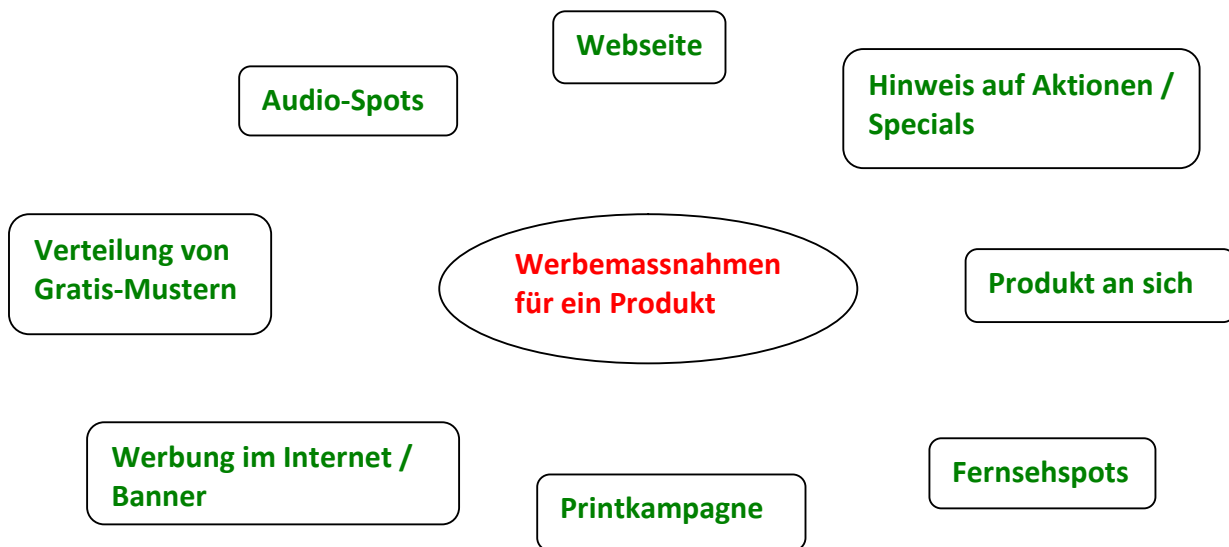 Webseite
Audio-Spots
Hinweis auf Aktionen /
Specials
Verteilung von
Gratis-Mustern
Werbemassnahmen
für ein Produkt
Produkt an sich
Werbung im Internet /
Banner
Printkampagne
Fernsehspots